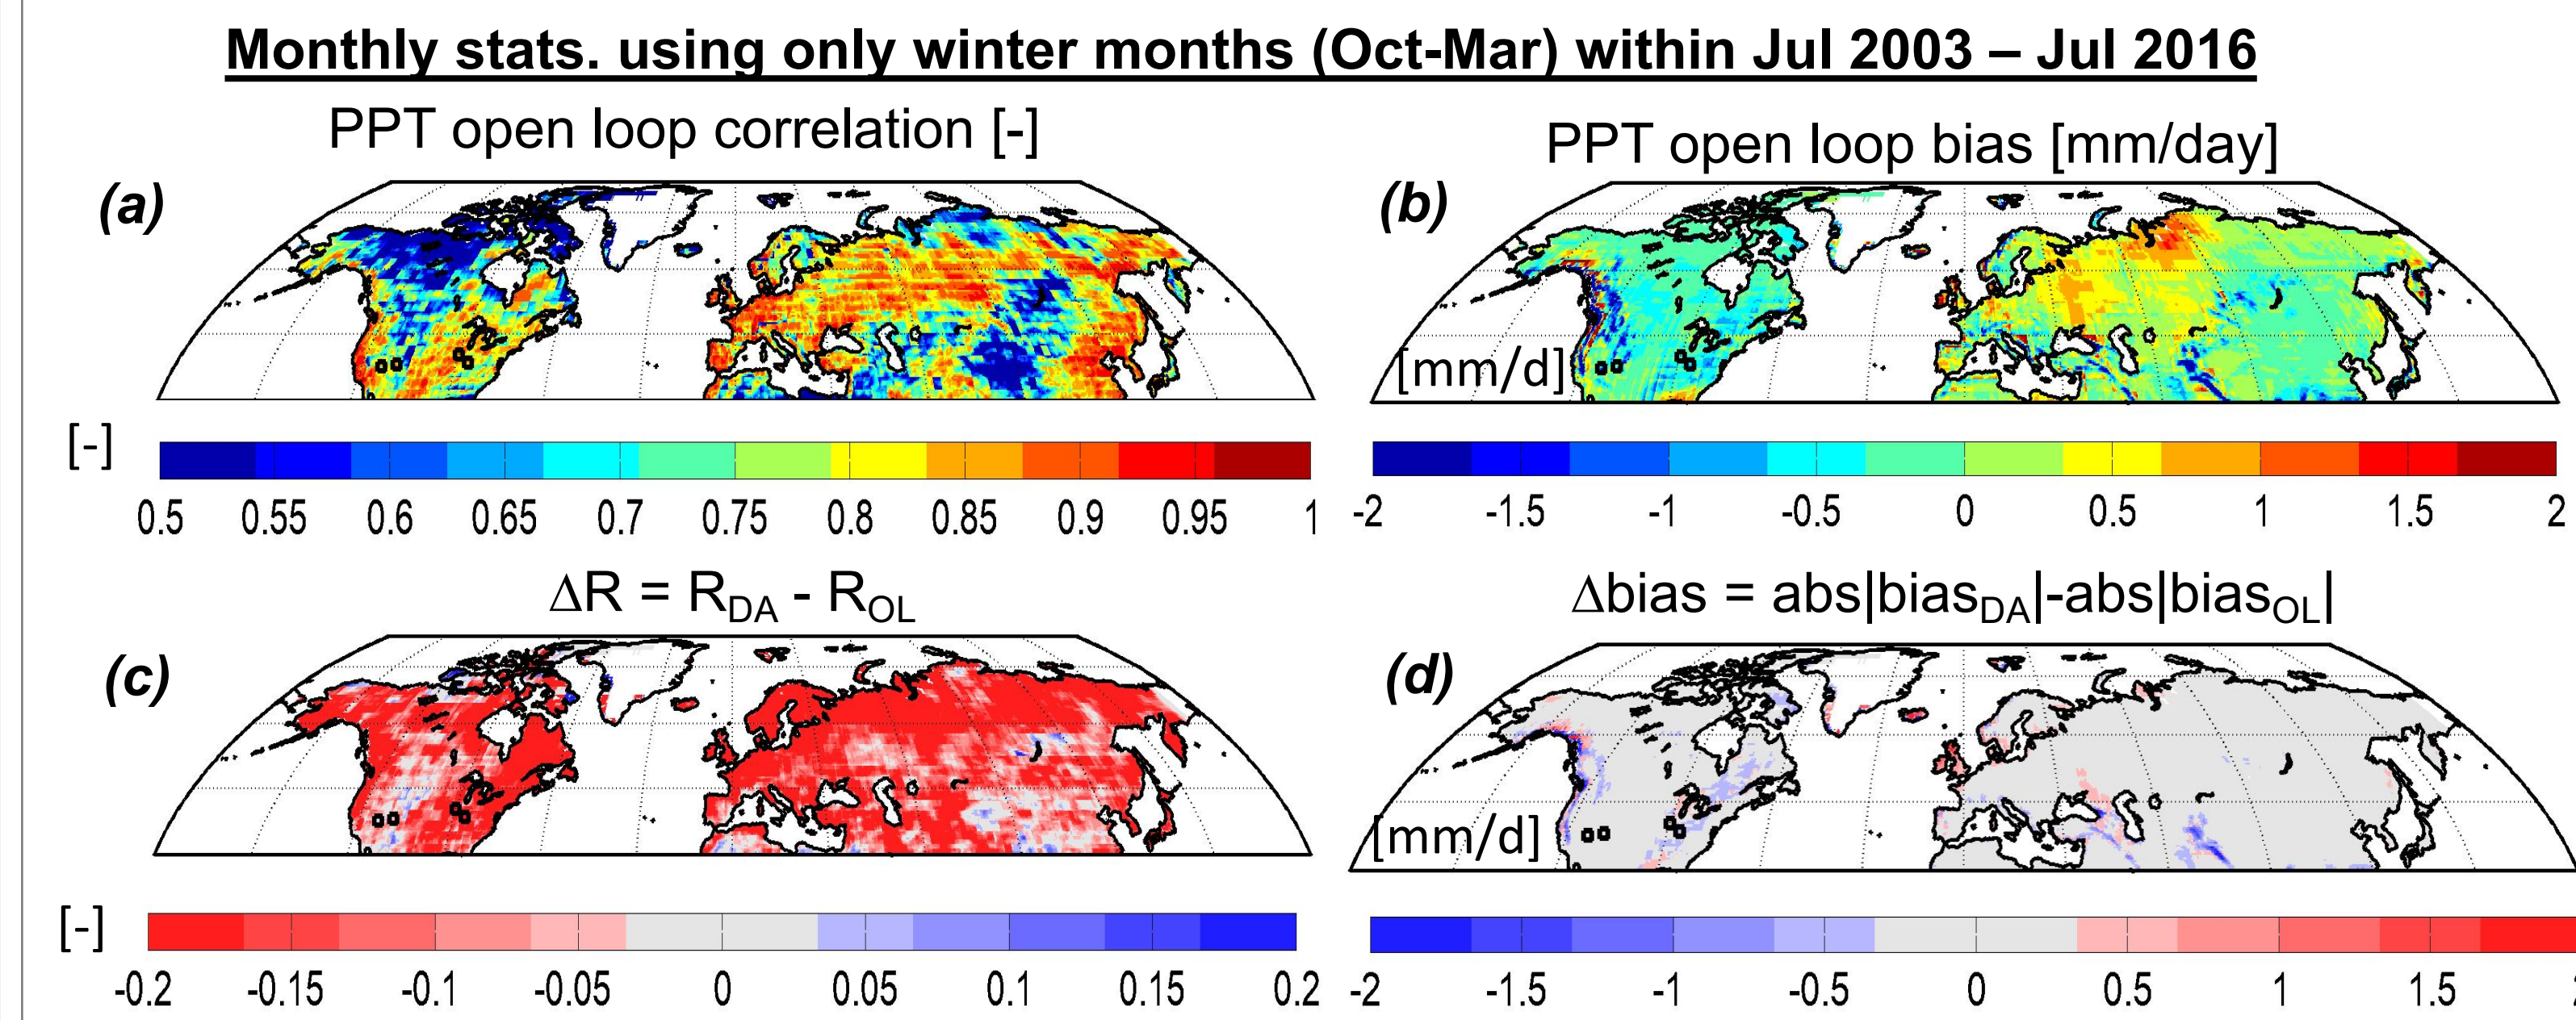 Monthly stats. using only winter months (Oct-Mar) within Jul 2003 – Jul 2016
PPT open loop correlation [-]
PPT open loop bias [mm/day]
(a)
(b)
[mm/d]
[-]
0.5 0.55 0.6 0.65 0.7 0.75 0.8 0.85 0.9 0.95 1
-2 -1.5 -1 -0.5 0 0.5 1 1.5 2
ΔR = R_DA - R_OL
Δbias = abs|bias_DA|-abs|bias_OL|
(c)
(d)
[mm/d]
[-]
-0.2 -0.15 -0.1 -0.05 0 0.05 0.1 0.15 0.2
-2 -1.5 -1 -0.5 0 0.5 1 1.5